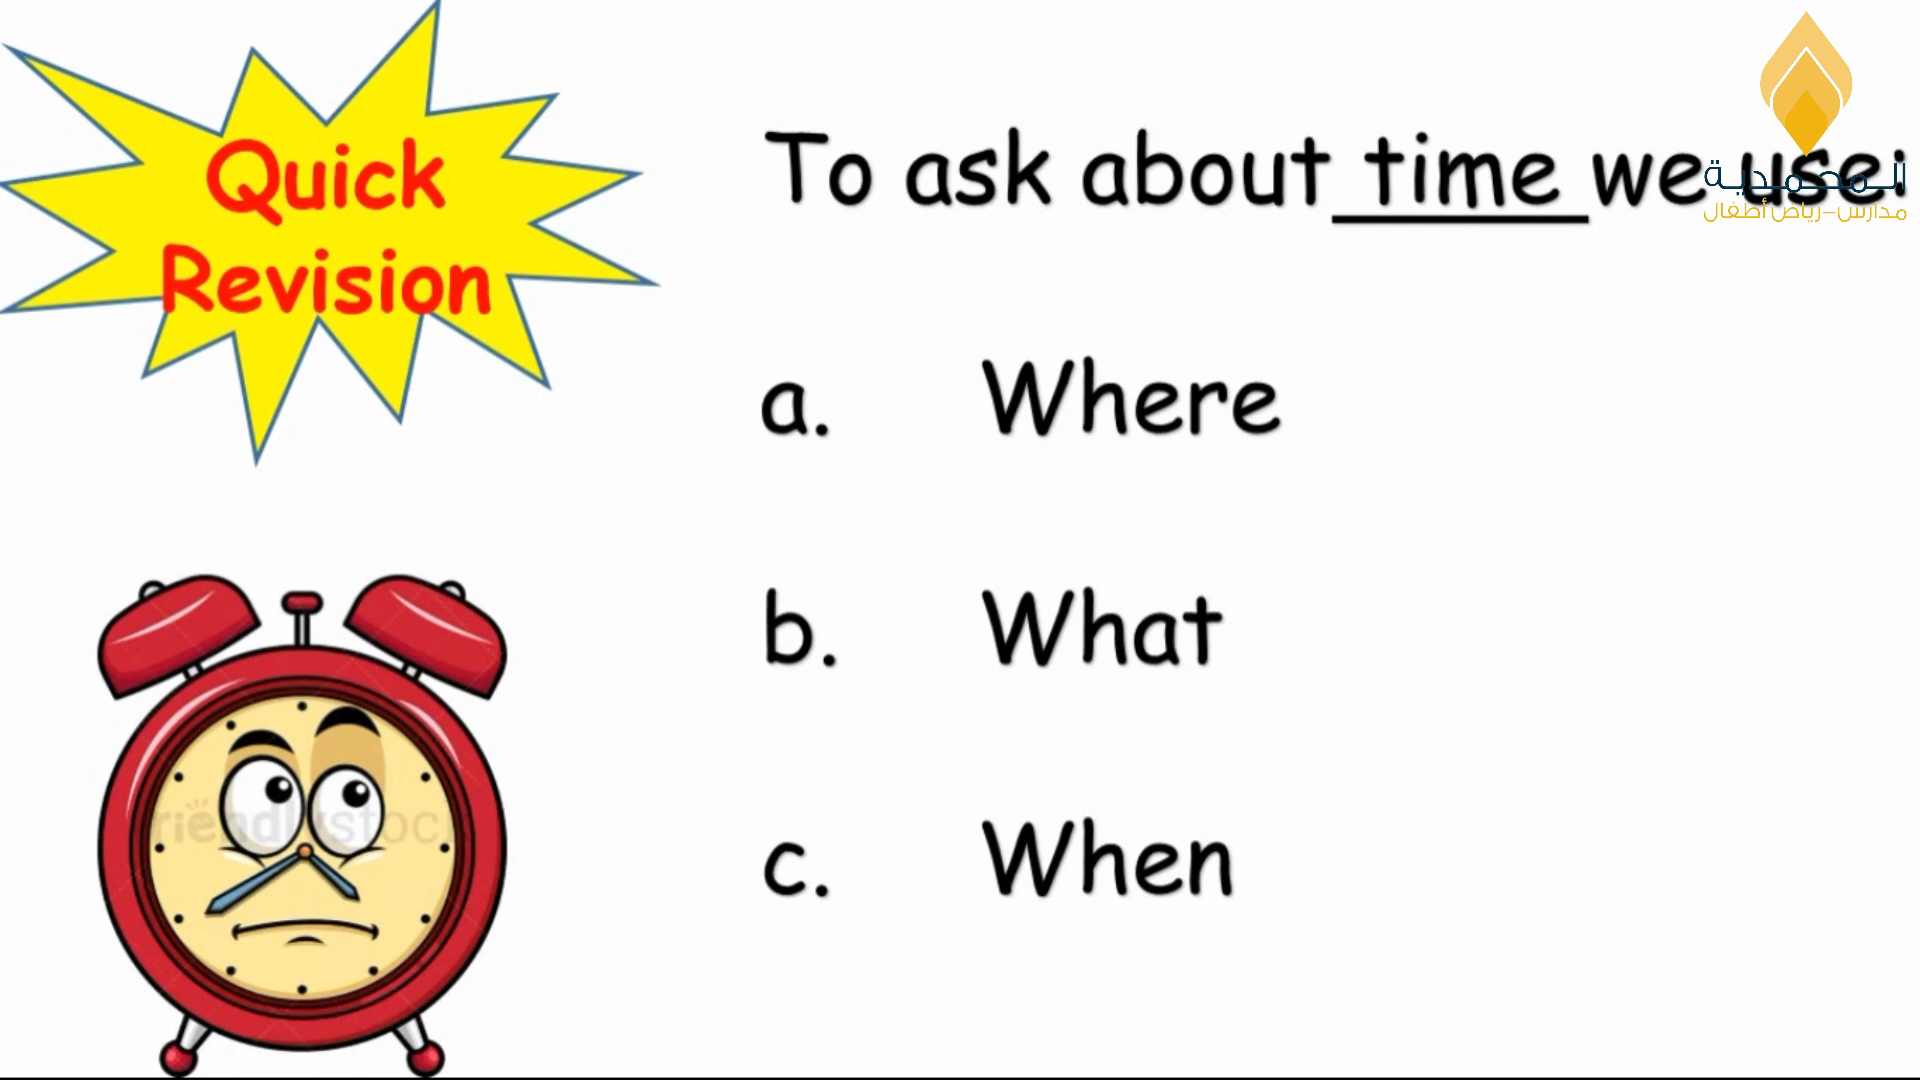 Quick
Revision
To ask about time we use:
a. Where
b. What
c. When
المحمدية
مدارس-رياض أطفال